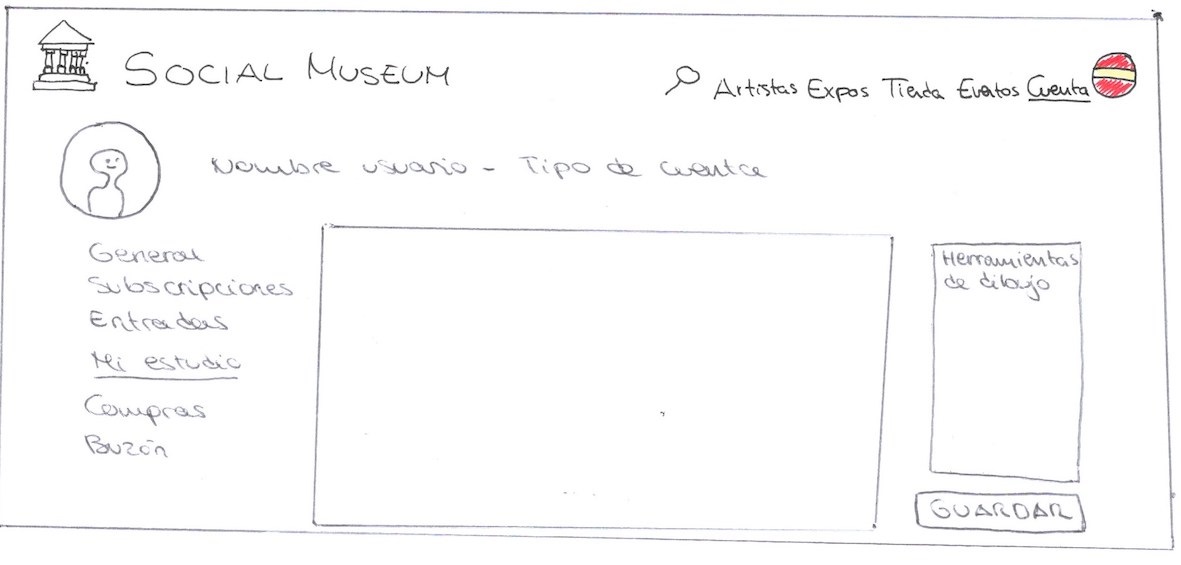 SOCIAL MUSEUM
Artistas Expos Tienda Eventos Cuenta
Nombre usuario - Tipo de cuenta
General
Subscripciones
Entradas
Mi estudio
Compras
Buzón
Herramientas
de dibujo
GUARDAR